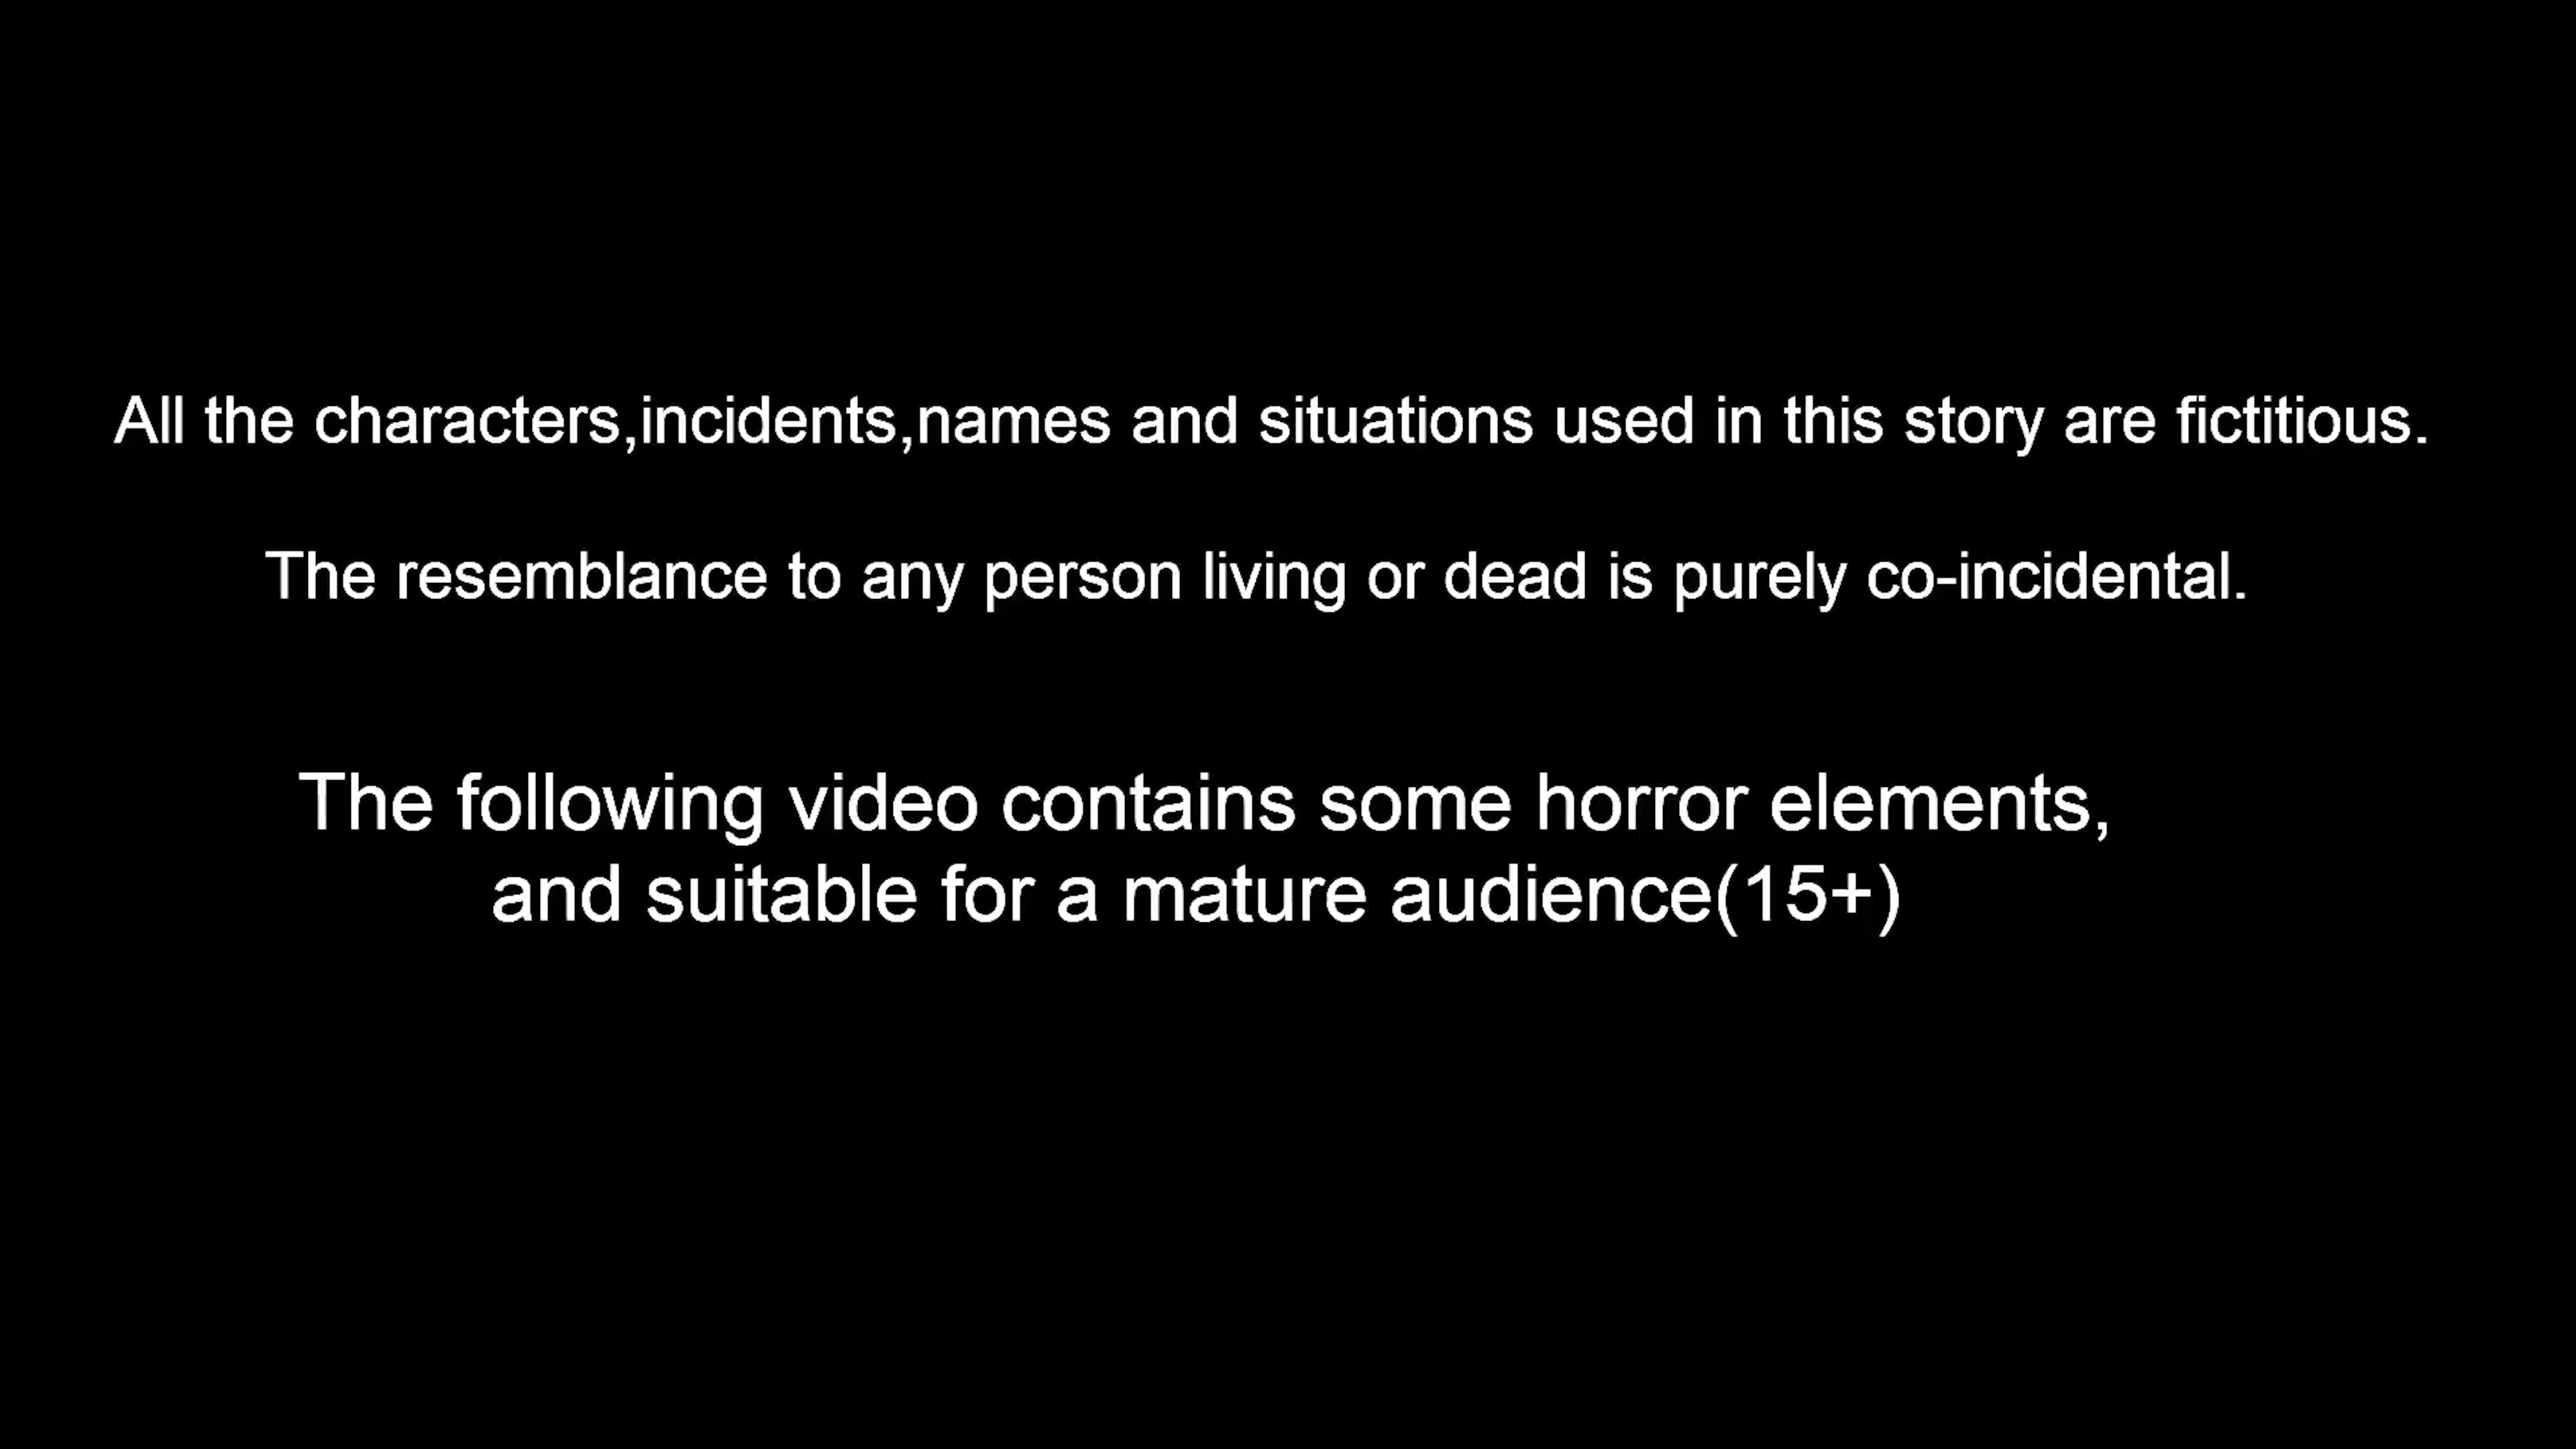 All the characters,incidents,names and situations used in this story are fictitious.
The resemblance to any person living or dead is purely co-incidental.
The following video contains some horror elements,
and suitable for a mature audience(15+)